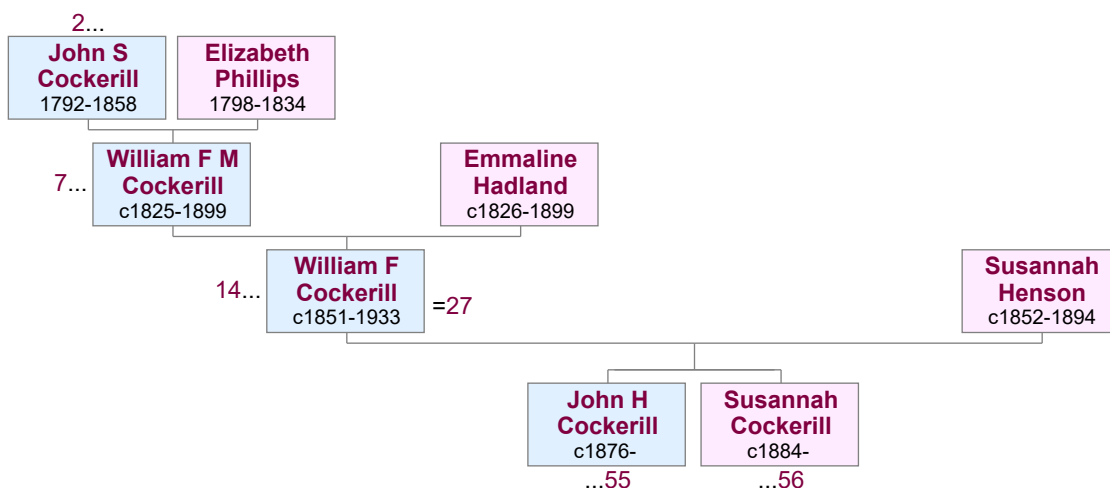 2...
John S
Cockerill
1792-1858
Elizabeth
Phillips
1798-1834
7...
William F M
Cockerill
c1825-1899
Emmaline
Hadland
c1826-1899
14...
William F
Cockerill
c1851-1933
=27
Susannah
Henson
c1852-1894
John H
Cockerill
c1876-
...55
Susannah
Cockerill
c1884-
...56